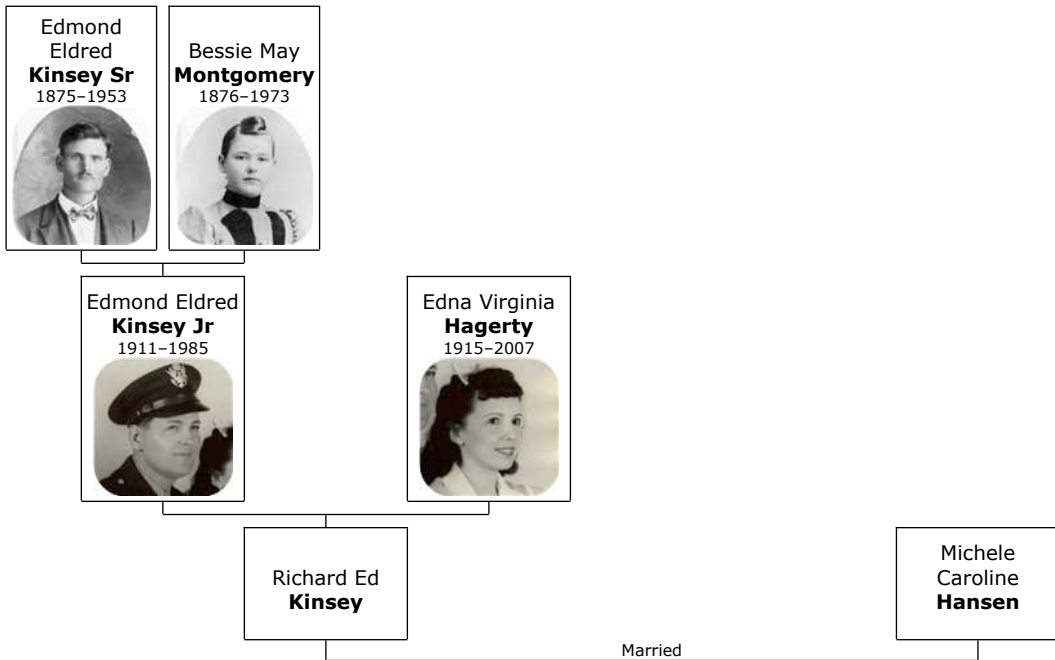 Edmond
Eldred
Kinsey Sr
1875–1953
Bessie May
Montgomery
1876–1973
Edmond Eldred
Kinsey Jr
1911–1985
Edna Virginia
Hagerty
1915–2007
Richard Ed
Kinsey
Michele
Caroline
Hansen
Married